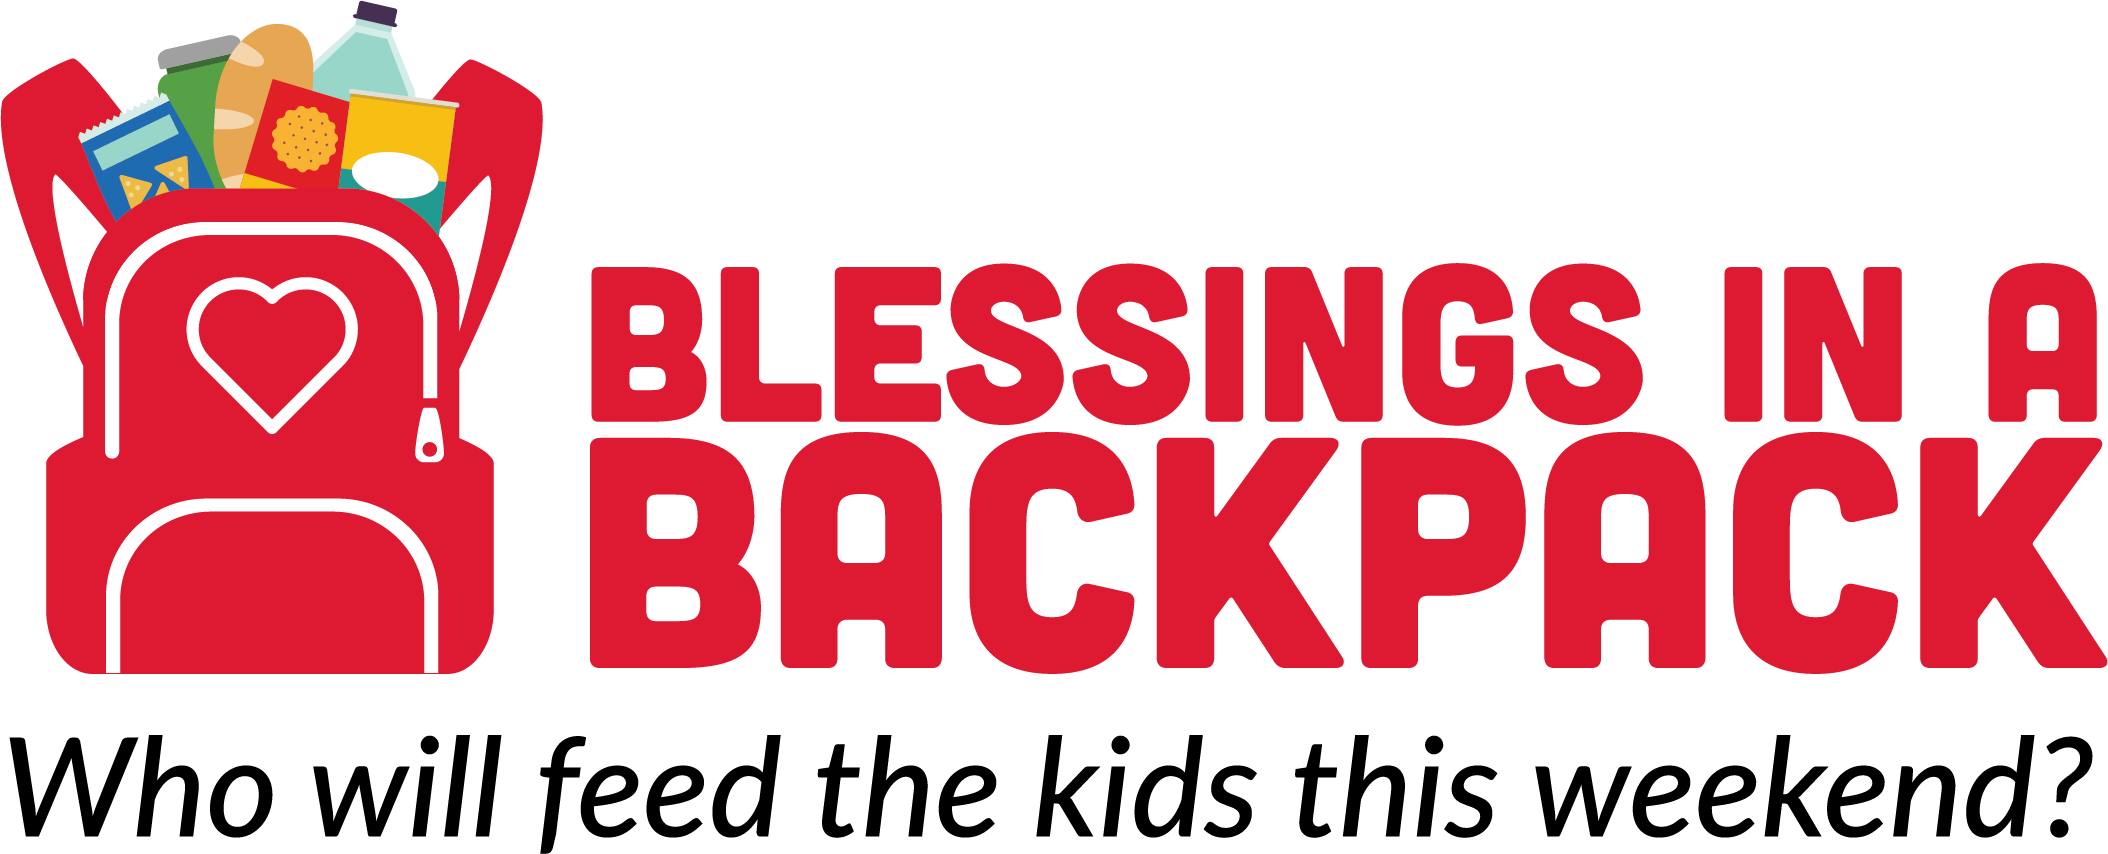 BLESSINGS IN A
BACKPACK
Who will feed the kids this weekend?